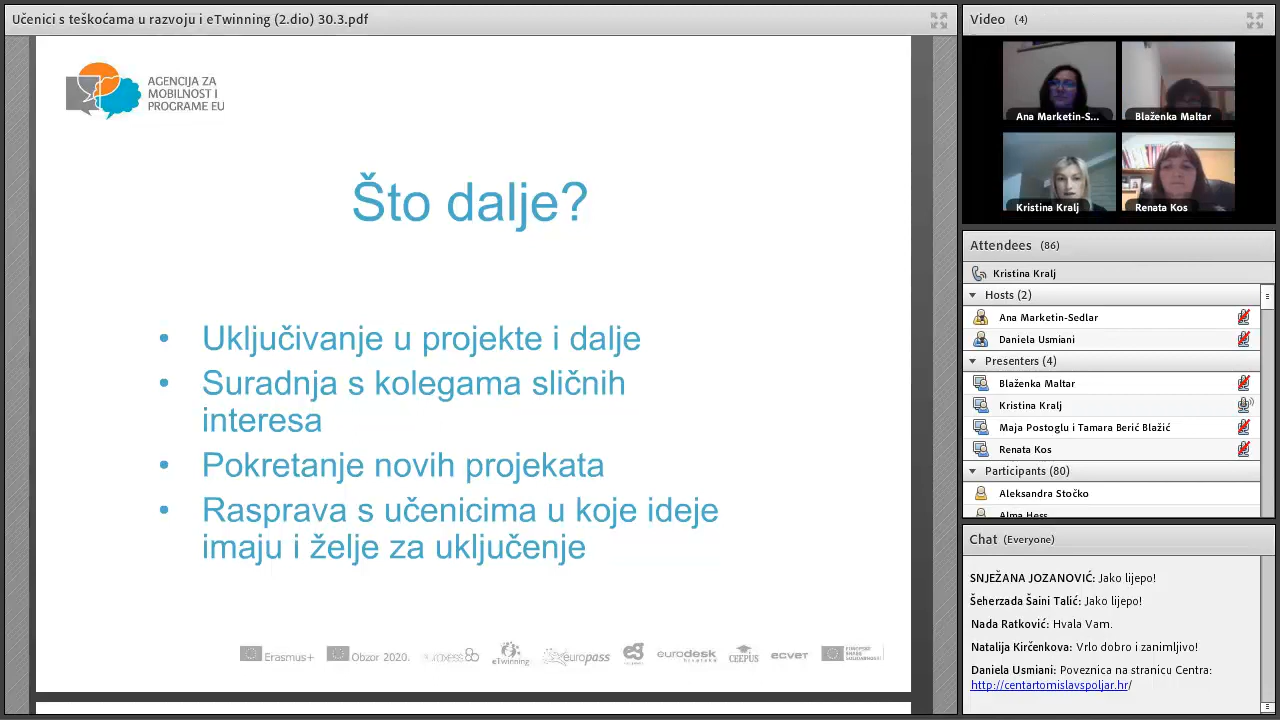 Učenici s teškoćama u razvoju i eTwinning (2.dio) 30.3.pdf
AGENCIJA ZA
MOBILNOST I
PROGRAME EU
Što dalje?
• Uključivanje u projekte i dalje
• Suradnja s kolegama sličnih
interesa
• Pokretanje novih projekata
• Rasprava s učenicima u koje ideje
imaju i želje za uključenje
Erasmus+
Obzor 2020.
euraxess
eTwinning
europass
eurodesk
CEEPUS
ECVET
Video (4)
Ana Marketin-S...
Blaženka Maltar
Kristina Kralj
Renata Kos
Attendees (86)
Kristina Kralj
Hosts (2)
Ana Marketin-Sedlar
Daniela Usmiani
Presenters (4)
Blaženka Maltar
Kristina Kralj
Maja Postoglu i Tamara Berić Blažić
Renata Kos
Participants (80)
Aleksandra Stočko
Alma Hess
Chat (Everyone)
SNJEŽANA JOZANOVIĆ: Jako lijepo!
Šeherzada Šaini Talić: Jako lijepo!
Nada Ratković: Hvala Vam.
Natalija Kirčenkova: Vrlo dobro i zanimljivo!
Daniela Usmiani: Poveznica na stranicu Centra:
http://centartomislavspoljar.hr/